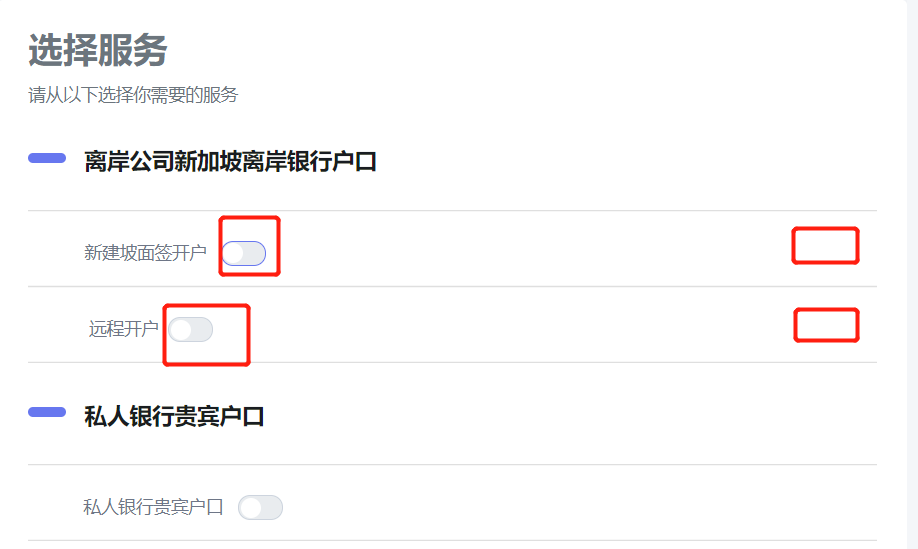 选择服务
请从以下选择你需要的服务
离岸公司新加坡离岸银行户口
新建坡面签开户
远程开户
私人银行贵宾户口
私人银行贵宾户口